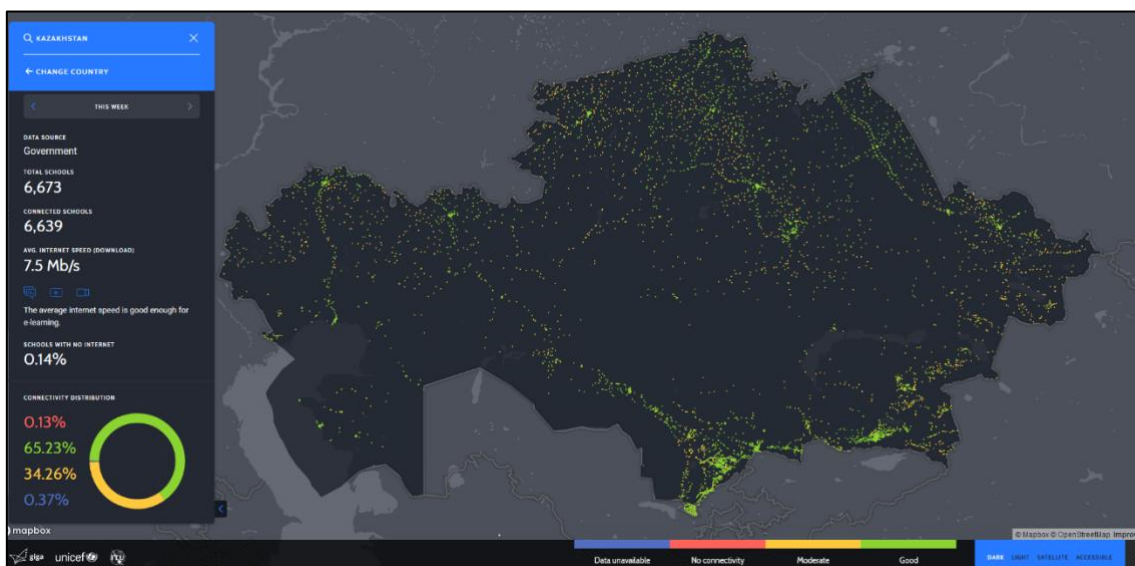 KAZAKHSTAN
CHANGE COUNTRY
THIS WEEK
DATA SOURCE
Government
TOTAL SCHOOLS
6,673
CONNECTED SCHOOLS
6,639
AVG. INTERNET SPEED (DOWNLOAD)
7.5 Mb/s
The average internet speed is good enough for
e-learning.
SCHOOLS WITH NO INTERNET
0.14%
CONNECTIVITY DISTRIBUTION
0.13%
65.23%
34.26%
0.37%
mapbox
© Mapbox © OpenStreetMap Improv
giga unicef itu
Data unavailable No connectivity Moderate Good
DARK LIGHT SATELLITE ACCESSIBLE